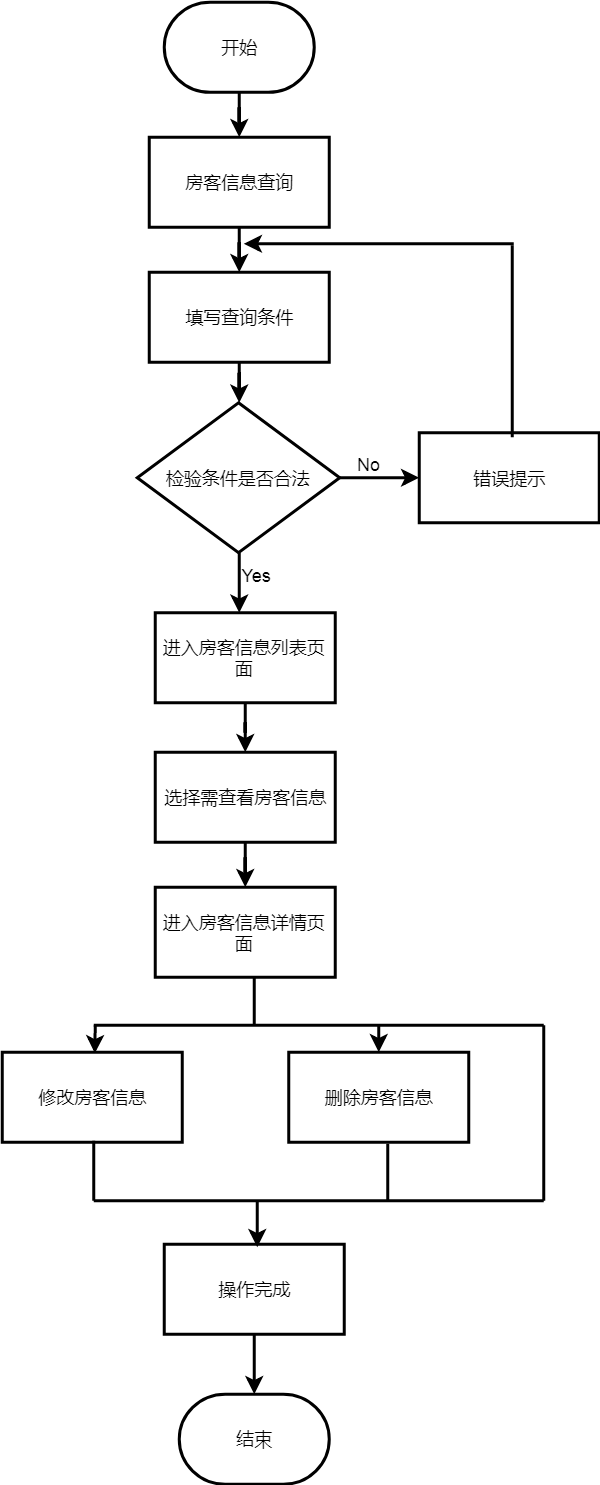 开始
房客信息查询
填写查询条件
检验条件是否合法
No
错误提示
Yes
进入房客信息列表页
面
选择需查看房客信息
进入房客信息详情页
面
修改房客信息
删除房客信息
操作完成
结束